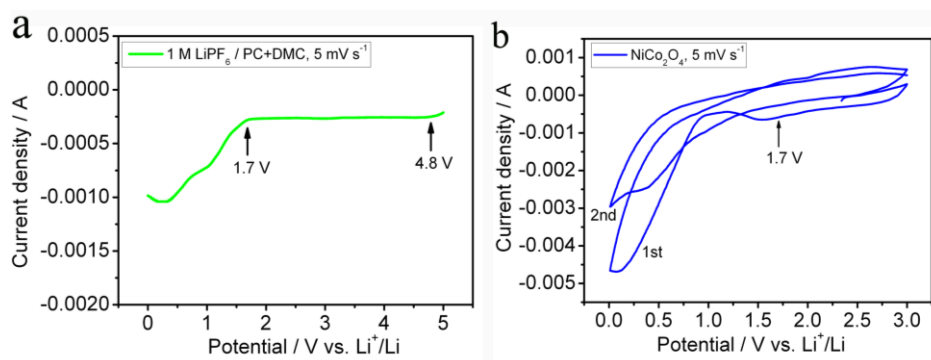 a
1 M LiPF₆ / PC+DMC, 5 mV s⁻¹
0.0005
0.0000
-0.0005
-0.0010
-0.0015
-0.0020
Current density / A
1.7 V
4.8 V
0 1 2 3 4 5
Potential / V vs. Li⁺/Li
b
NiCo₂O₄, 5 mV s⁻¹
0.001
0.000
-0.001
-0.002
-0.003
-0.004
-0.005
Current density / A
1.7 V
2nd
1st
0.0 0.5 1.0 1.5 2.0 2.5 3.0
Potential / V vs. Li⁺/Li